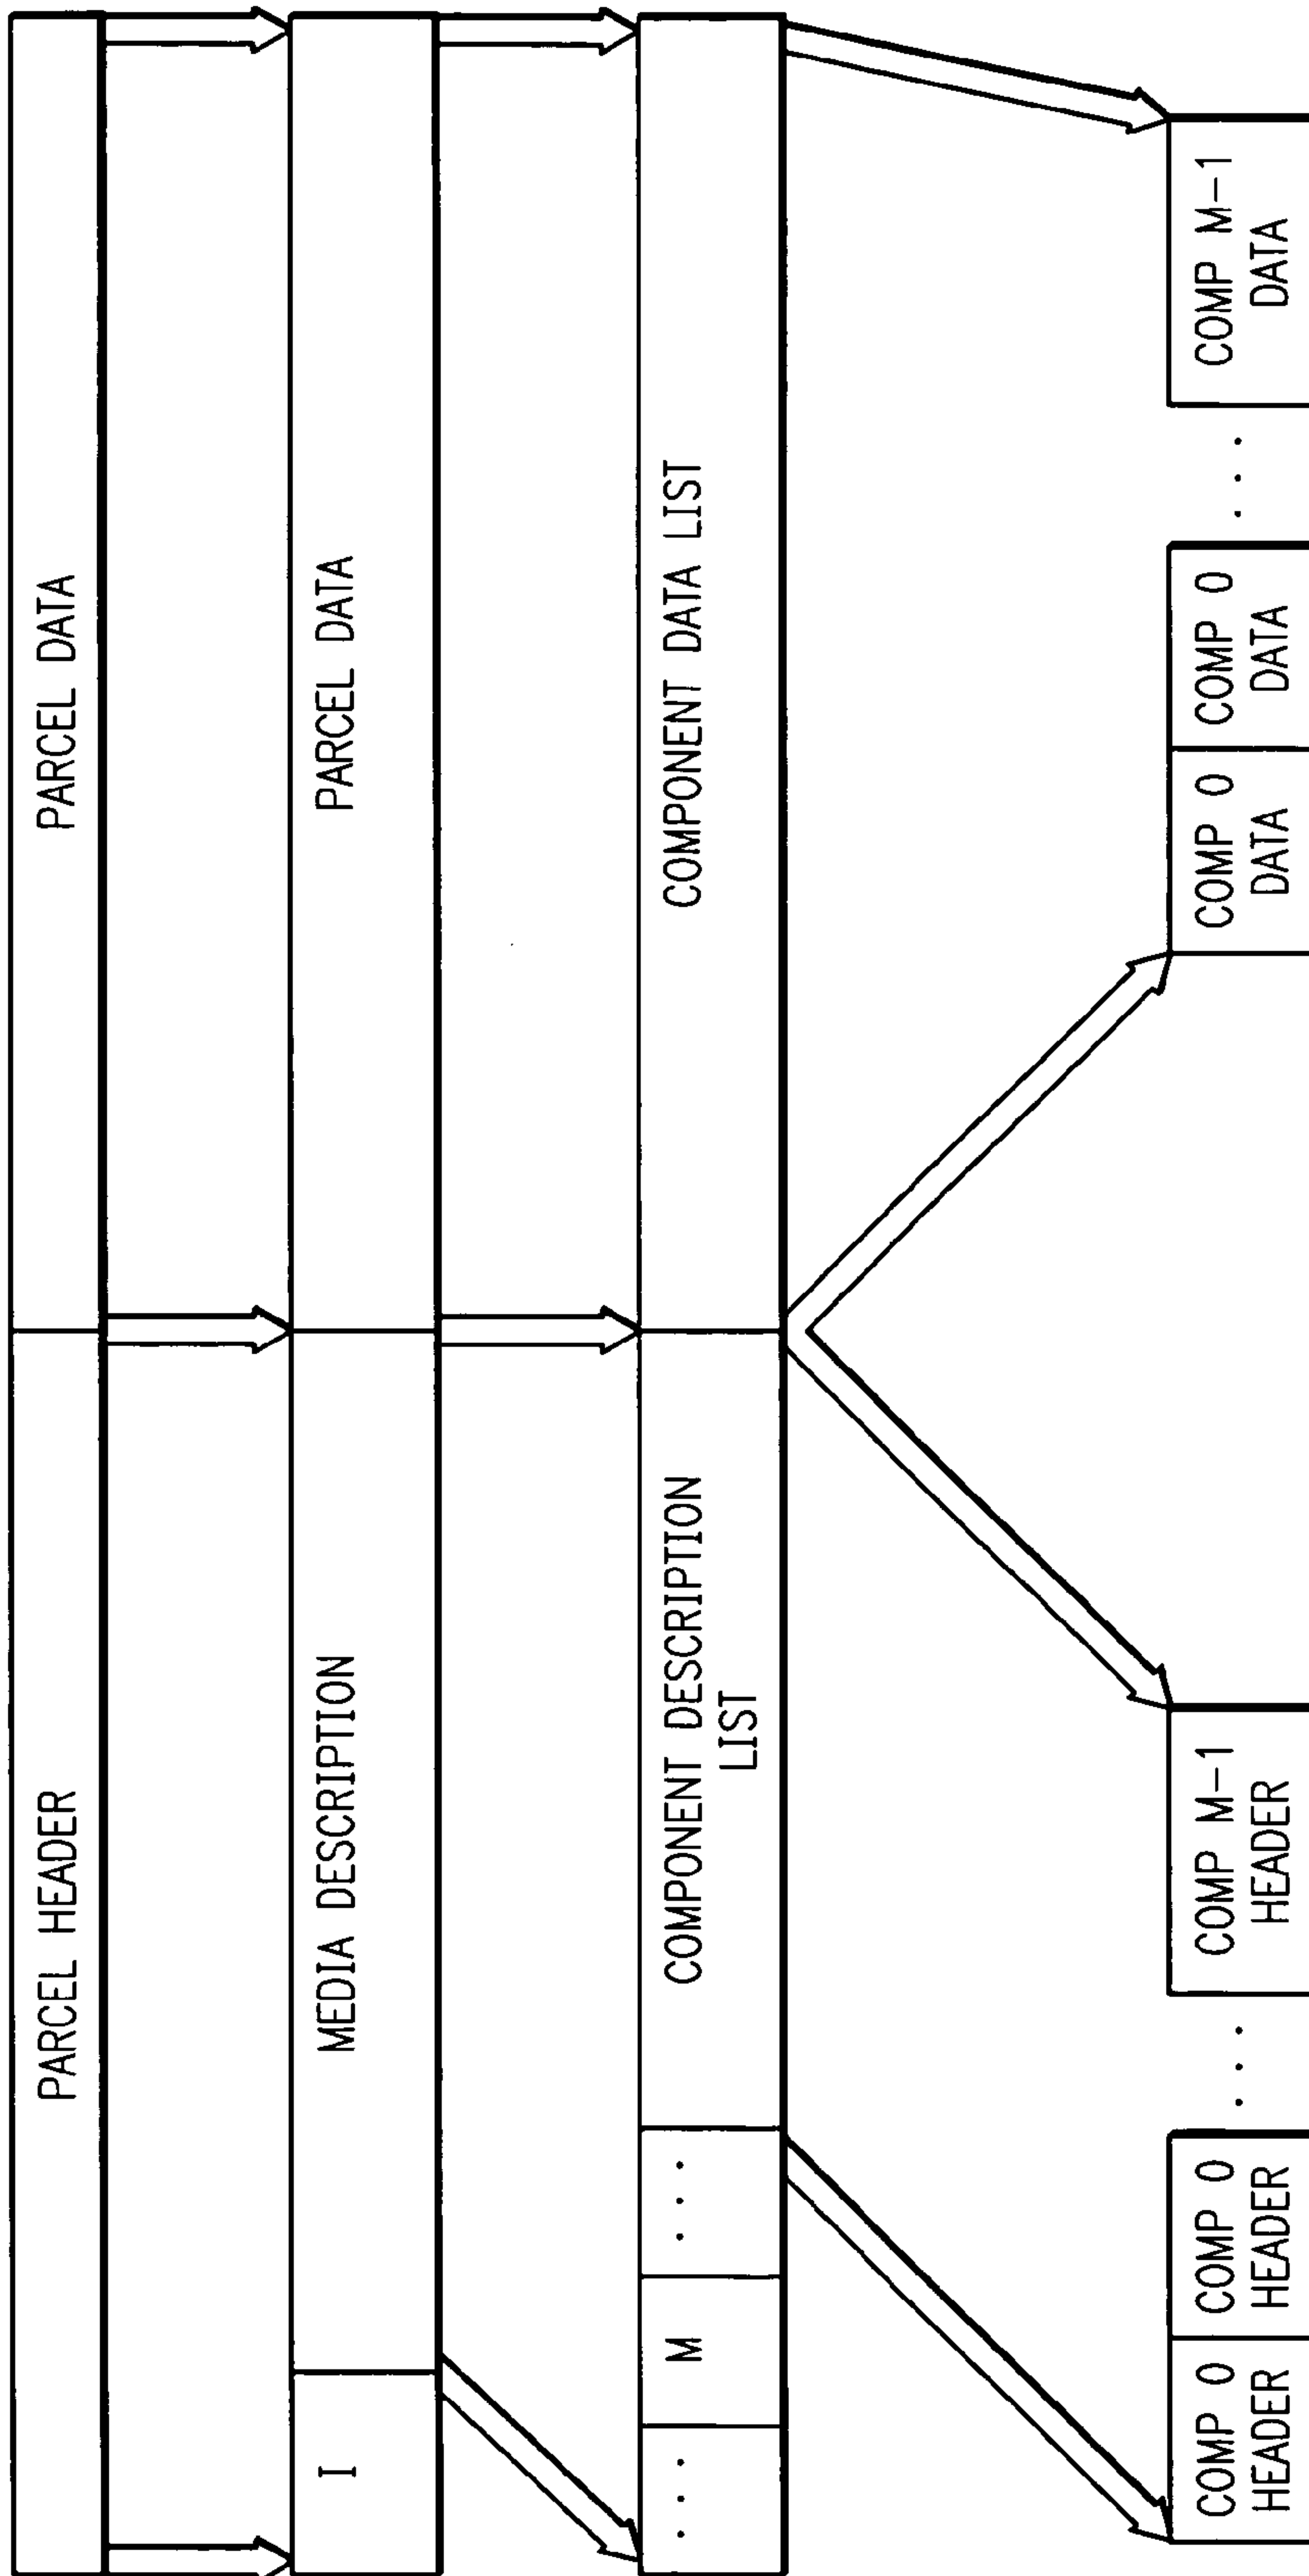 PARCEL HEADER
PARCEL DATA
I
MEDIA DESCRIPTION
PARCEL DATA
. . .
M
. . .
COMPONENT DESCRIPTION
LIST
COMPONENT DATA LIST
COMP 0
HEADER
COMP 0
HEADER
. . .
COMP M-1
HEADER
COMP 0
DATA
COMP 0
DATA
. . .
COMP M-1
DATA